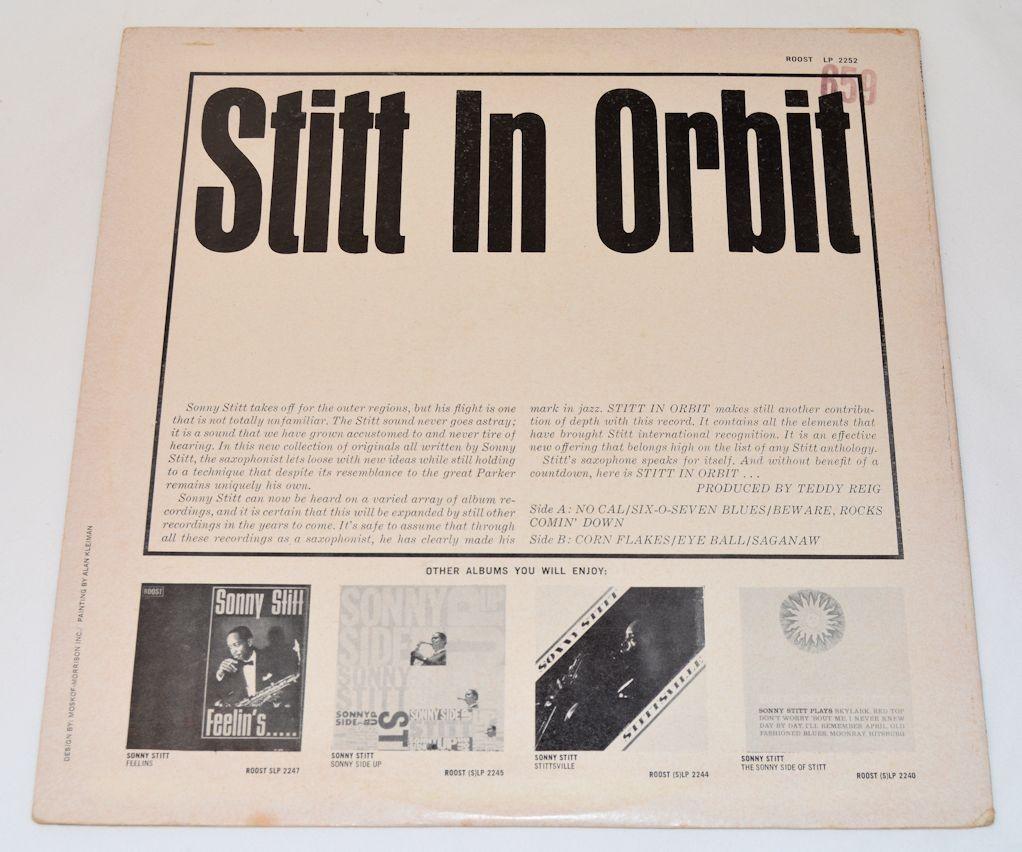 ROOST LP 2252
659
Stitt In Orbit
Sonny Stitt takes off for the outer regions, but his flight is one
that is not totally unfamiliar. The Stitt sound never goes astray;
it is a sound that we have grown accustomed to and never tire of
hearing. In this new collection of originals all written by Sonny
Stitt, the saxophonist lets loose with new ideas while still holding
to a technique that despite its resemblance to the great Parker
remains uniquely his own.
Sonny Stitt can now be heard on a varied array of album re-
cordings, and it is certain that this will be expanded by still other
recordings in the years to come. It's safe to assume that through
all these recordings as a saxophonist, he has clearly made his
mark in jazz. STITT IN ORBIT makes still another contribu-
tion of depth with this record. It contains all the elements that
have brought Stitt international recognition. It is an effective
new offering that belongs high on the list of any Stitt anthology.
Stitt's saxophone speaks for itself. And without benefit of a
countdown, here is STITT IN ORBIT . . .
PRODUCED BY TEDDY REIG
Side A: NO CAL/SIX-O-SEVEN BLUES/BEWARE, ROCKS
COMIN' DOWN
Side B: CORN FLAKES/EYE BALL/SAGANAW
DESIGN BY: MOSKOF-MORRISON INC./ PAINTING BY ALAN KLEIMAN
OTHER ALBUMS YOU WILL ENJOY:
ROOST
Sonny Stitt
Feelin's.....
SONNY STITT
FEELINS
ROOST SLP 2247
SONNY
SIDE
UP
SONNY
STITT
SONNY
SIDE-UP
ST
SONNY SIDE
SONNY STITT
SONNY SIDE UP
ROOST (S)LP 2245
SONNY STITT
STITTSVILLE
SONNY STITT
STITTSVILLE
ROOST (S)LP 2244
SONNY STITT PLAYS SKYLARK, RED TOP
DON'T WORRY 'BOUT ME, I NEVER KNEW
DAY BY DAY, I'LL REMEMBER APRIL, OLD
FASHIONED BLUES, MOONRAY, HITSBURG
SONNY STITT
THE SONNY SIDE OF STITT
ROOST (S)LP 2240